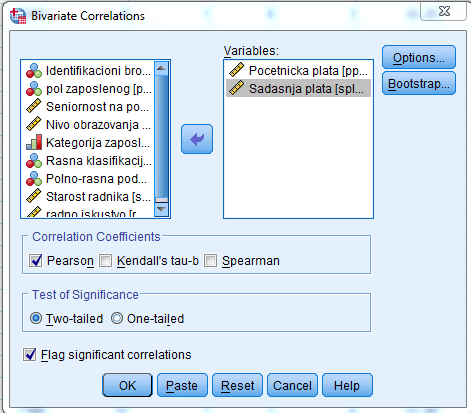 Bivariate Correlations
Variables:
Identifikacioni bro...
pol zaposlenog [p...
Seniornost na po...
Nivo obrazovanja ...
Kategorija zaposl...
Rasna klasifikacij...
Polno-rasna pod...
Starost radnika [s...
radno iskustvo [r...
Pocetnicka plata [pp...
Sadasnja plata [spl...
Options...
Bootstrap...
Correlation Coefficients
Pearson Kendall's tau-b Spearman
Test of Significance
Two-tailed One-tailed
Flag significant correlations
OK Paste Reset Cancel Help